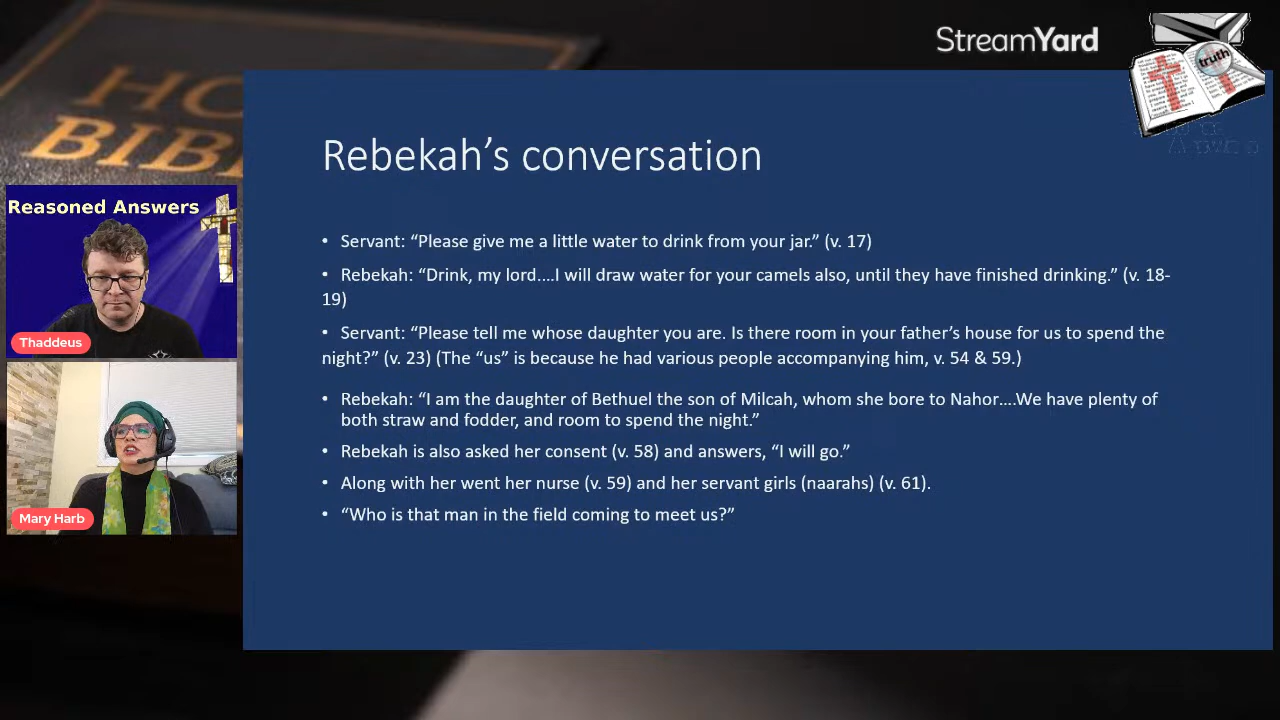 StreamYard
truth
HO
BIB
Reasoned Answers
Thaddeus
Mary Harb
Rebekah’s conversation
• Servant: “Please give me a little water to drink from your jar.” (v. 17)
• Rebekah: “Drink, my lord....I will draw water for your camels also, until they have finished drinking.” (v. 18-
19)
• Servant: “Please tell me whose daughter you are. Is there room in your father’s house for us to spend the
night?” (v. 23) (The “us” is because he had various people accompanying him, v. 54 & 59.)
• Rebekah: “I am the daughter of Bethuel the son of Milcah, whom she bore to Nahor....We have plenty of
both straw and fodder, and room to spend the night.”
• Rebekah is also asked her consent (v. 58) and answers, “I will go.”
• Along with her went her nurse (v. 59) and her servant girls (naarahs) (v. 61).
• “Who is that man in the field coming to meet us?”